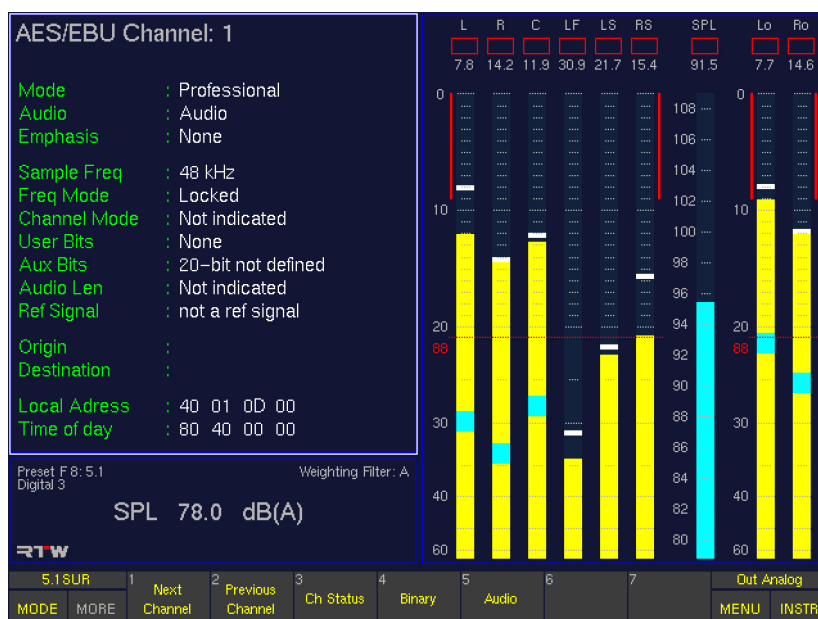 AES/EBU Channel: 1
Mode : Professional
Audio : Audio
Emphasis : None
Sample Freq : 48 kHz
Freq Mode : Locked
Channel Mode : Not indicated
User Bits : None
Aux Bits : 20-bit not defined
Audio Len : Not indicated
Ref Signal : not a ref signal
Origin :
Destination :
Local Adress : 40 01 0D 00
Time of day : 80 40 00 00
Preset F 8: 5.1 Weighting Filter: A
Digital 3
SPL 78.0 dB(A)
RTW
L R C LF LS RS SPL Lo Ro
7.8 14.2 11.9 30.9 21.7 15.4 91.5 7.7 14.6
0
10
20
88
30
40
60
108
106
104
102
100
98
96
94
92
90
88
86
84
82
80
0
10
20
88
30
40
60
5.1SUR
MODE MORE
1 Next Channel
2 Previous Channel
3 Ch Status
4 Binary
5 Audio
6
7
Out Analog
MENU INSTR